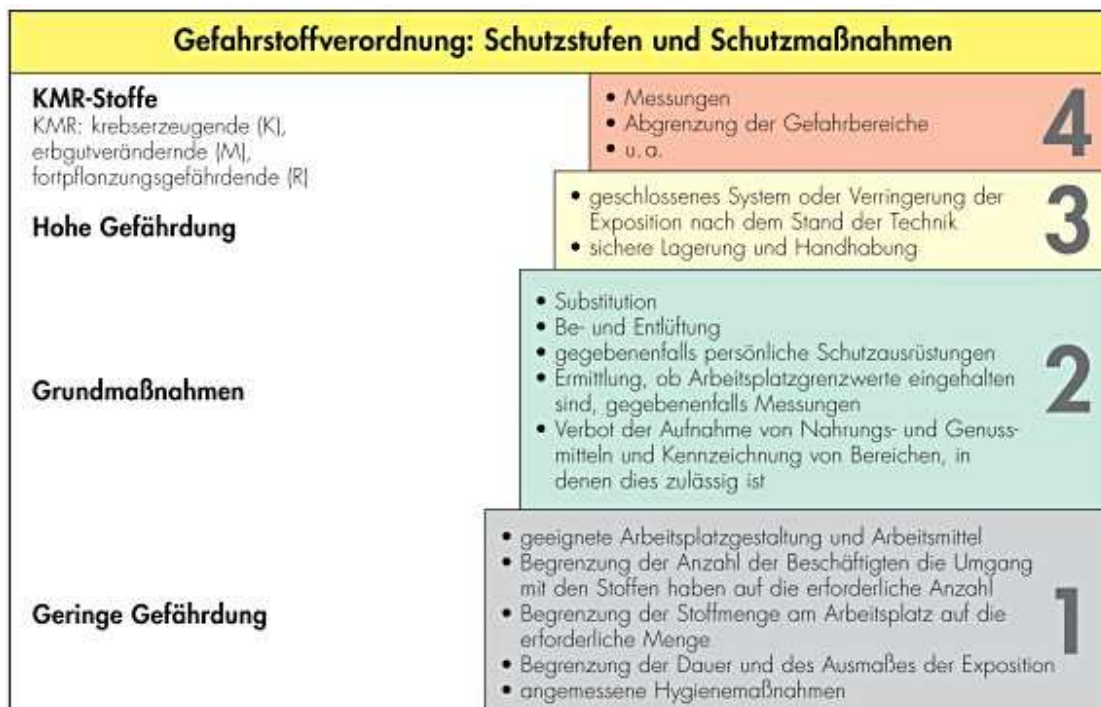 Gefahrstoffverordnung: Schutzstufen und Schutzmaßnahmen
KMR-Stoffe
KMR: krebserzeugende (K),
erbgutverändernde (M),
fortpflanzungsgefährdende (R)
• Messungen
• Abgrenzung der Gefahrbereiche
• u. a.
4
Hohe Gefährdung
• geschlossenes System oder Verringerung der
Exposition nach dem Stand der Technik
• sichere Lagerung und Handhabung
3
Grundmaßnahmen
• Substitution
• Be- und Entlüftung
• gegebenenfalls persönliche Schutzausrüstungen
• Ermittlung, ob Arbeitsplatzgrenzwerte eingehalten
sind, gegebenenfalls Messungen
• Verbot der Aufnahme von Nahrungs- und Genuss-
mitteln und Kennzeichnung von Bereichen, in
denen dies zulässig ist
2
Geringe Gefährdung
• geeignete Arbeitsplatzgestaltung und Arbeitsmittel
• Begrenzung der Anzahl der Beschäftigten die Umgang
mit den Stoffen haben auf die erforderliche Anzahl
• Begrenzung der Stoffmenge am Arbeitsplatz auf die
erforderliche Menge
• Begrenzung der Dauer und des Ausmaßes der Exposition
• angemessene Hygienemaßnahmen
1